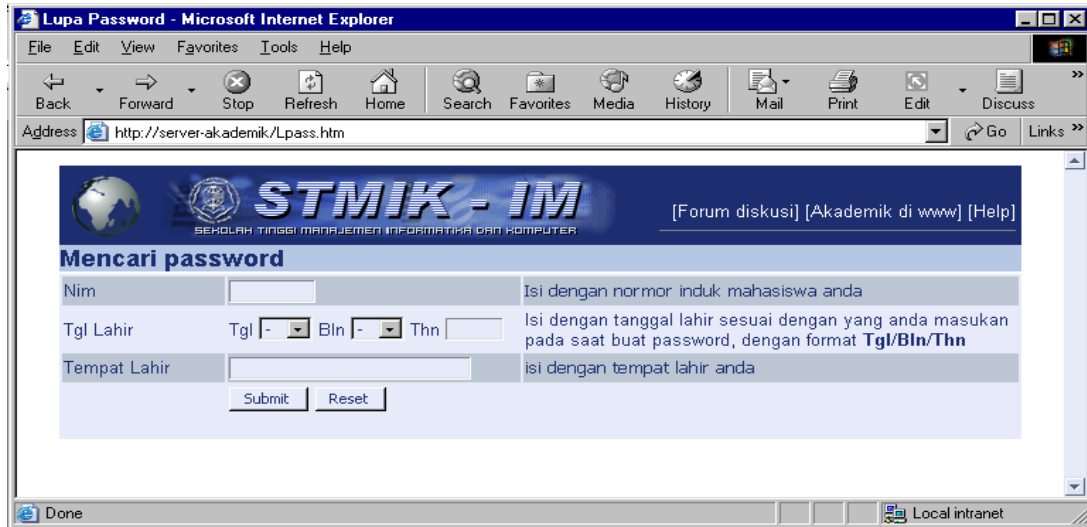 Lupa Password - Microsoft Internet Explorer
File Edit View Favorites Tools Help
Back Forward Stop Refresh Home Search Favorites Media History Mail Print Edit Discuss »
Address http://server-akademik/Lpass.htm Go Links »
STMIK - IM
SEKOLAH TINGGI MANAJEMEN INFORMATIKA DAN KOMPUTER
[Forum diskusi] [Akademik di www] [Help]
Mencari password
Nim Isi dengan normor induk mahasiswa anda
Tgl Lahir Tgl - Bln - Thn Isi dengan tanggal lahir sesuai dengan yang anda masukan
pada saat buat password, dengan format Tgl/Bln/Thn
Tempat Lahir isi dengan tempat lahir anda
Submit Reset
Done Local intranet